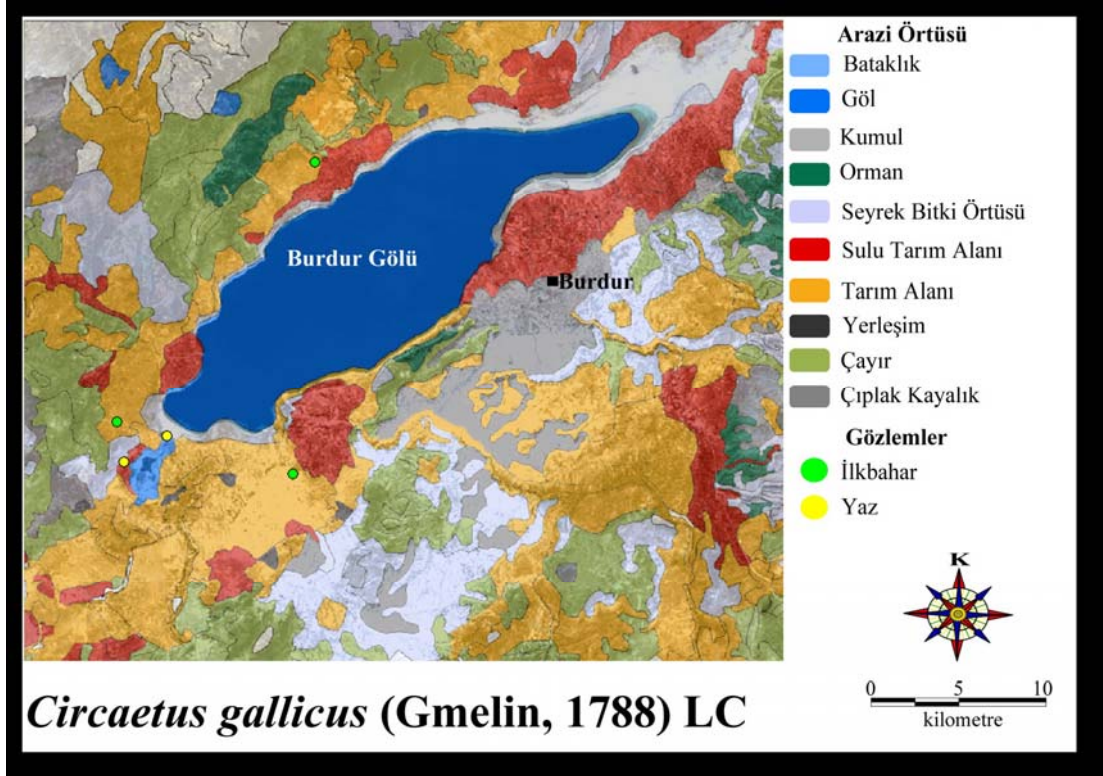 Arazi Örtüsü
Bataklık
Göl
Kumul
Orman
Seyrek Bitki Örtüsü
Sulu Tarım Alanı
Tarım Alanı
Yerleşim
Çayır
Çıplak Kayalık
Gözlemler
İlkbahar
Yaz
Burdur Gölü
Burdur
K
0 5 10
kilometre
Circaetus gallicus (Gmelin, 1788) LC